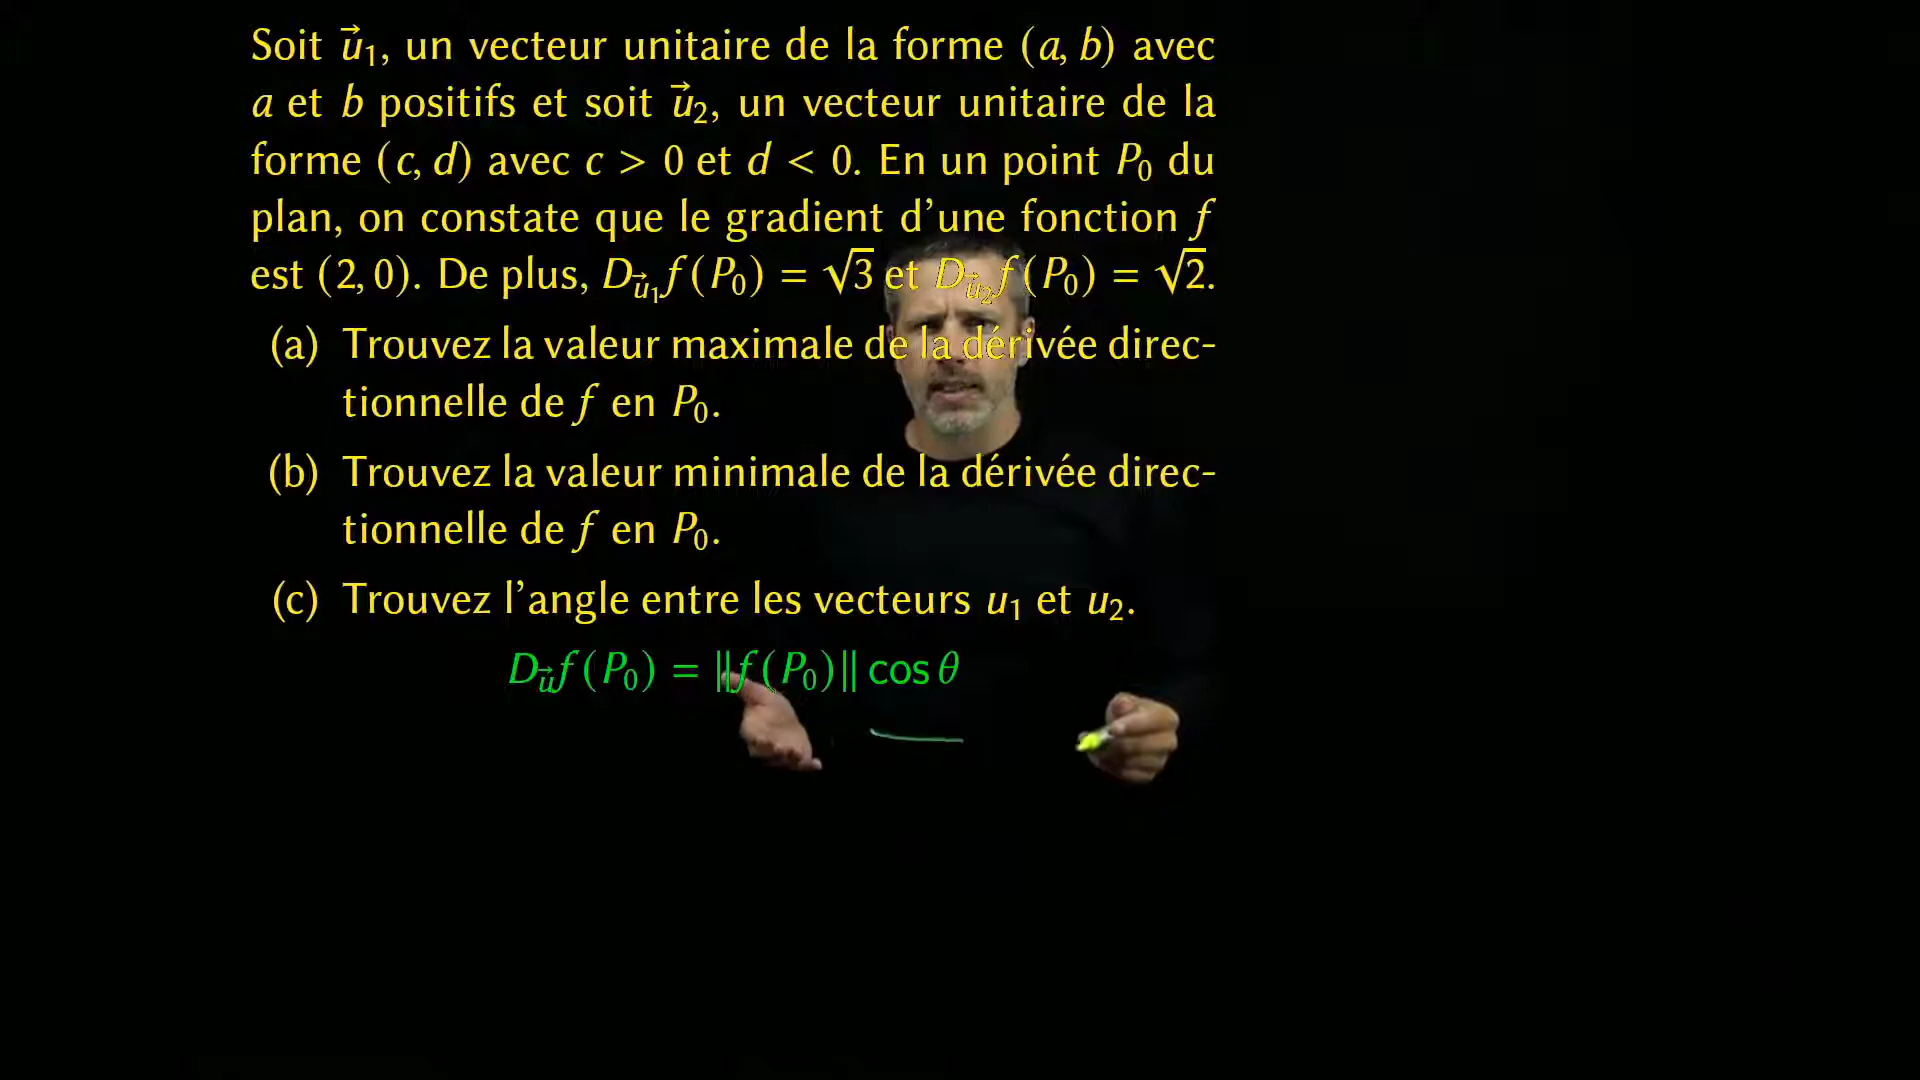 Soit u⃗₁, un vecteur unitaire de la forme (a, b) avec
a et b positifs et soit u⃗₂, un vecteur unitaire de la
forme (c, d) avec c > 0 et d < 0. En un point P₀ du
plan, on constate que le gradient d’une fonction f
est (2, 0). De plus, D_u⃗₁ f(P₀) = √3 et D_u⃗₂ f(P₀) = √2.
(a) Trouvez la valeur maximale de la dérivée direc-
tionnelle de f en P₀.
(b) Trouvez la valeur minimale de la dérivée direc-
tionnelle de f en P₀.
(c) Trouvez l’angle entre les vecteurs u₁ et u₂.
D_u⃗ f(P₀) = ‖f(P₀)‖ cos θ